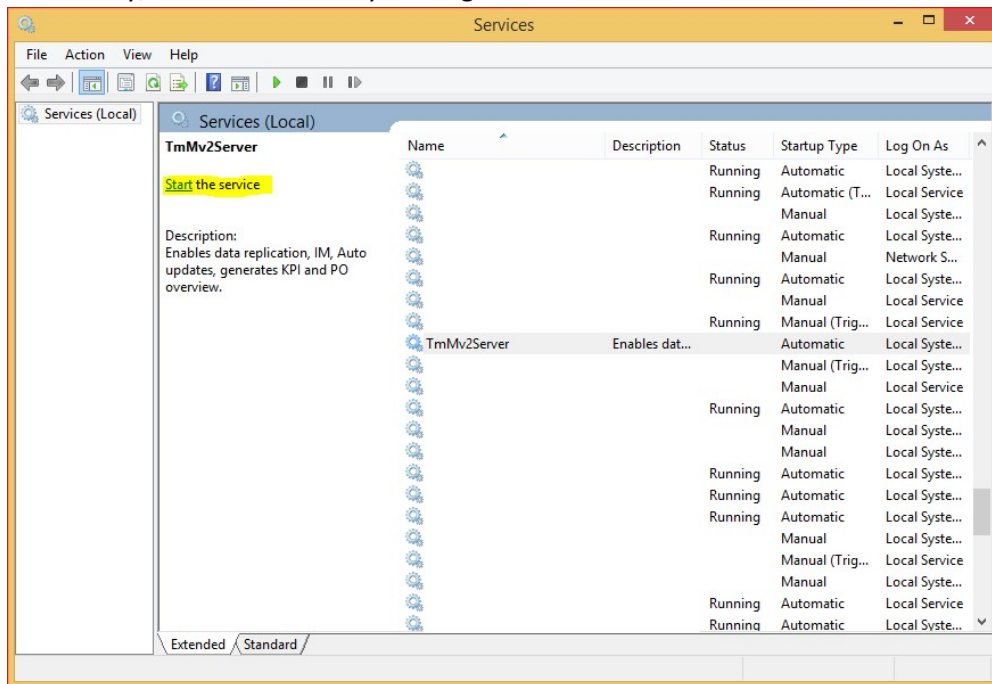 Services
File Action View Help
Services (Local)
Services (Local)
TmMv2Server
Start the service
Description:
Enables data replication, IM, Auto
updates, generates KPI and PO
overview.
Name Description Status Startup Type Log On As
Running Automatic Local Syste...
Running Automatic (T... Local Service
Manual Local Syste...
Running Automatic Local Syste...
Manual Network S...
Running Automatic Local Syste...
Manual Local Service
Running Manual (Trig... Local Service
TmMv2Server Enables dat... Automatic Local Syste...
Manual (Trig... Local Syste...
Manual Local Service
Running Automatic Local Syste...
Manual Local Syste...
Manual Local Syste...
Running Automatic Local Syste...
Running Automatic Local Syste...
Running Automatic Local Syste...
Manual Local Syste...
Manual (Trig... Local Service
Manual Local Syste...
Running Automatic Local Service
Running Automatic Local Syste...
Extended Standard